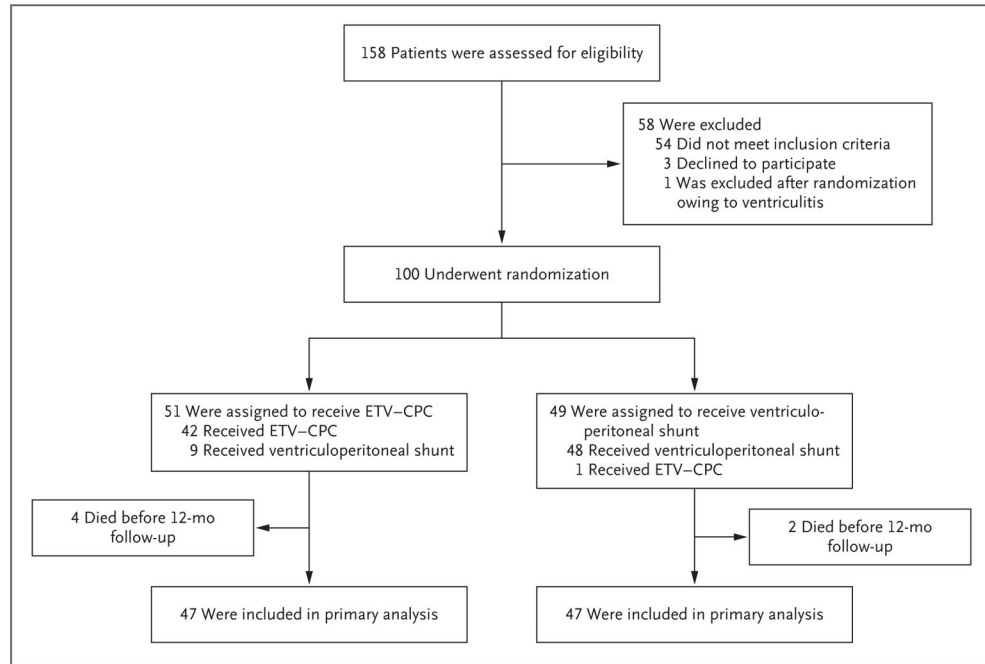 158 Patients were assessed for eligibility
58 Were excluded
54 Did not meet inclusion criteria
3 Declined to participate
1 Was excluded after randomization
owing to ventriculitis
100 Underwent randomization
51 Were assigned to receive ETV–CPC
42 Received ETV–CPC
9 Received ventriculoperitoneal shunt
49 Were assigned to receive ventriculo-
peritoneal shunt
48 Received ventriculoperitoneal shunt
1 Received ETV–CPC
4 Died before 12-mo
follow-up
2 Died before 12-mo
follow-up
47 Were included in primary analysis
47 Were included in primary analysis